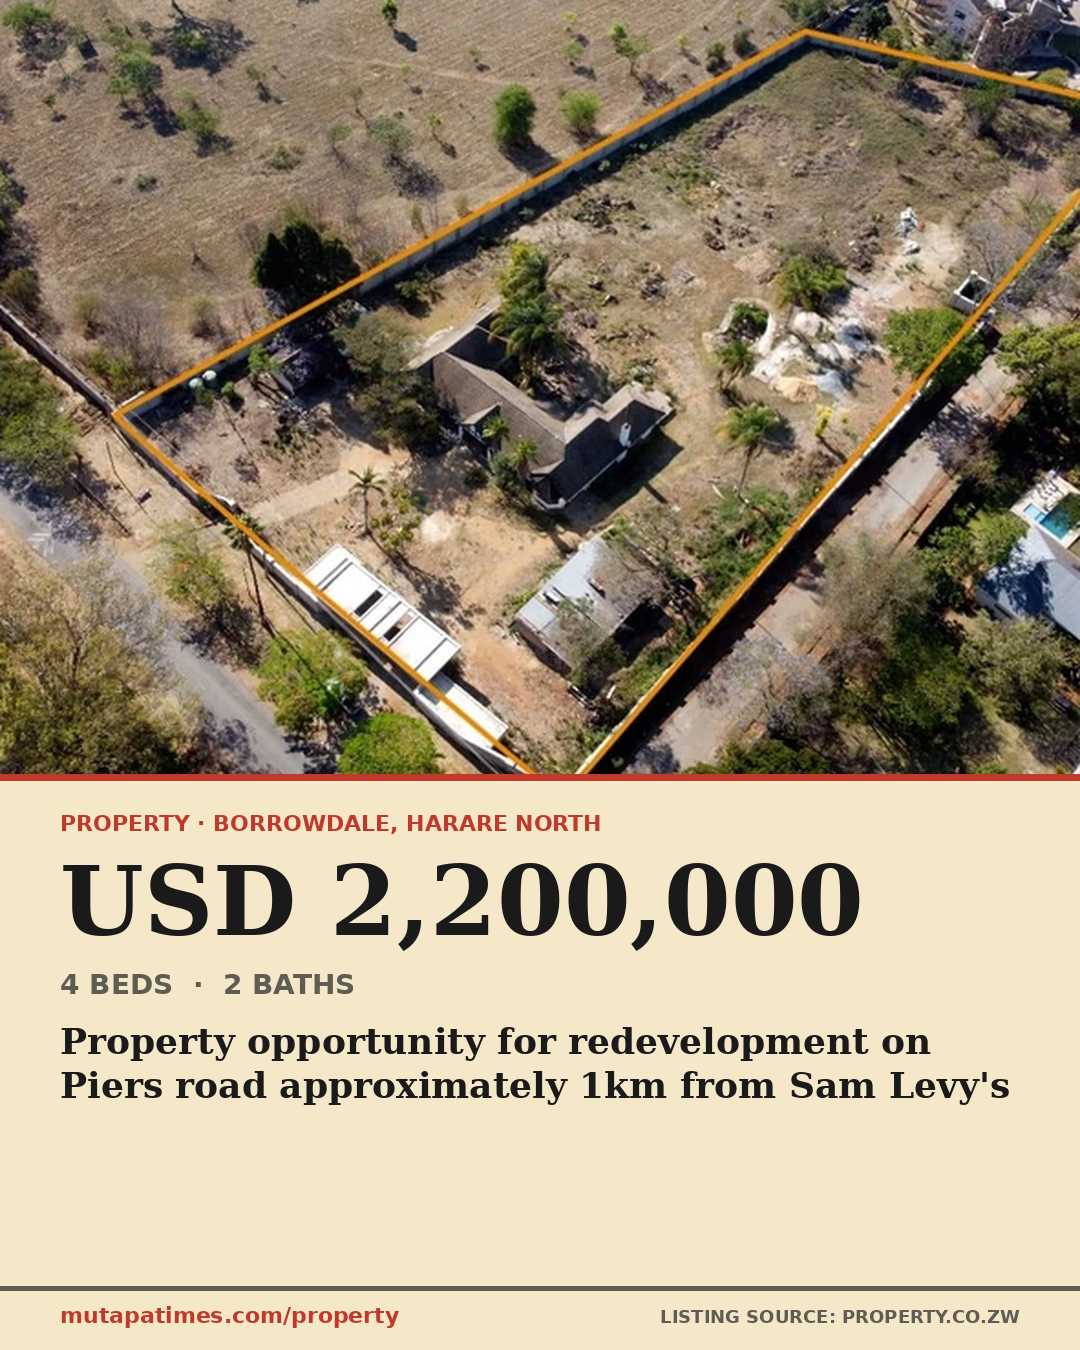 PROPERTY · BORROWDALE, HARARE NORTH
USD 2,200,000
4 BEDS · 2 BATHS
Property opportunity for redevelopment on
Piers road approximately 1km from Sam Levy's
mutapatimes.com/property
LISTING SOURCE: PROPERTY.CO.ZW